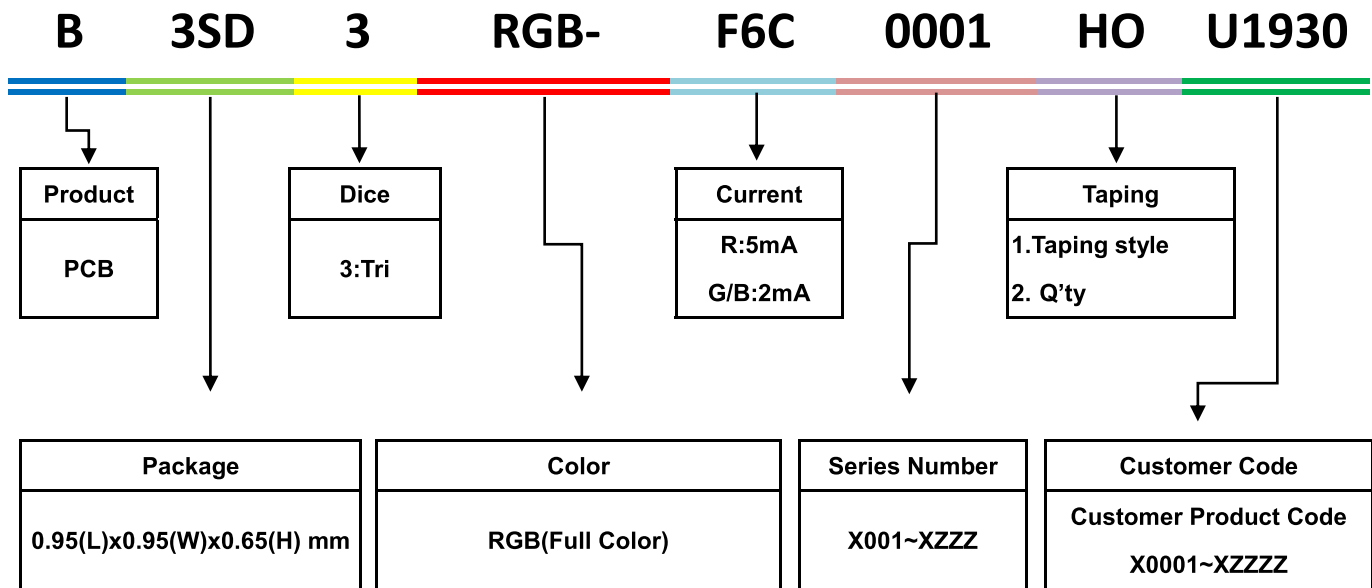 B 3SD 3 RGB- F6C 0001 HO U1930
Product
PCB
Dice
3:Tri
Current
R:5mA
G/B:2mA
Taping
1.Taping style
2. Q’ty
Package
0.95(L)x0.95(W)x0.65(H) mm
Color
RGB(Full Color)
Series Number
X001~XZZZ
Customer Code
Customer Product Code
X0001~XZZZZ